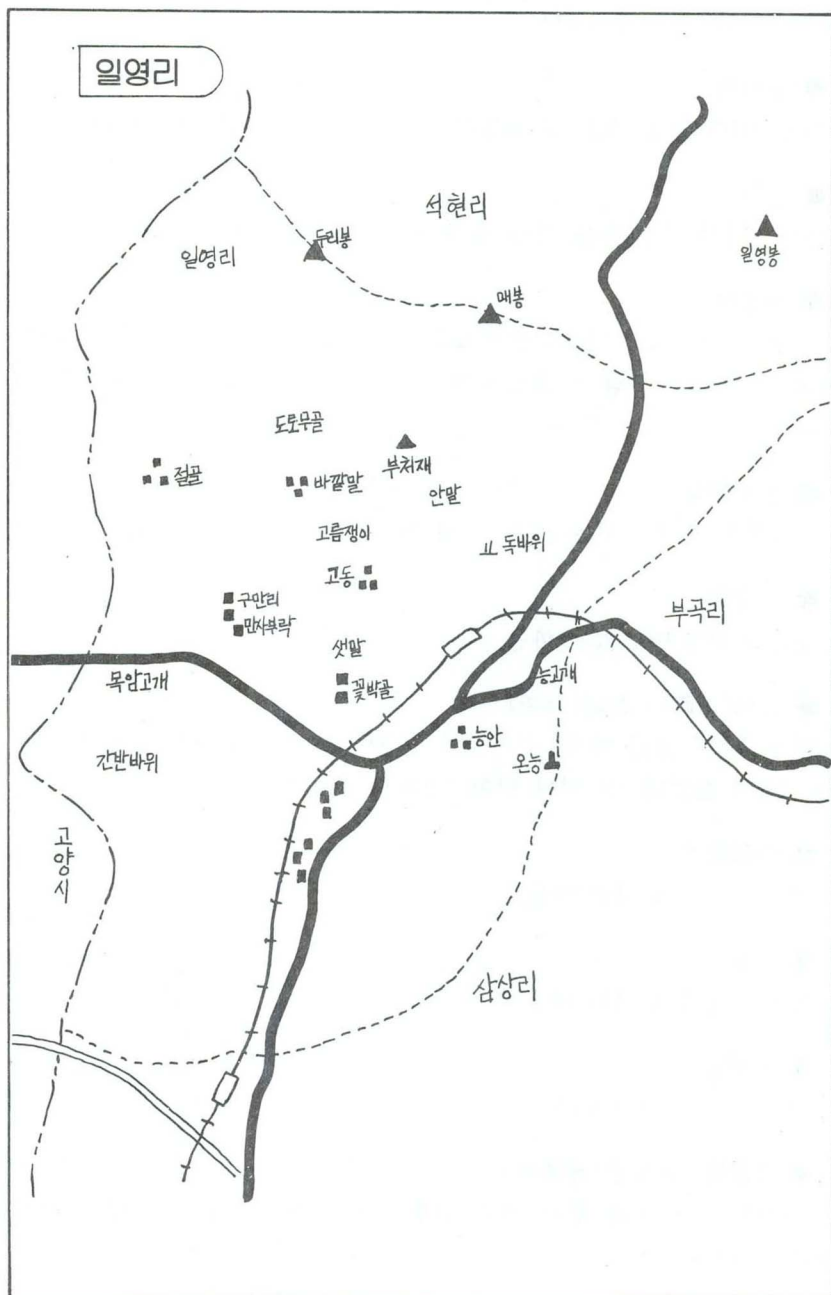 일영리
석현리
두리봉
일영봉
일영리
매봉
도토무골
부처재
절골
바깥말
안말
고름쟁이
독바위
고동
구만리
민사부락
부곡리
샛말
능고개
목암고개
꽃박골
능안
온능
간반바위
고양시
삼상리